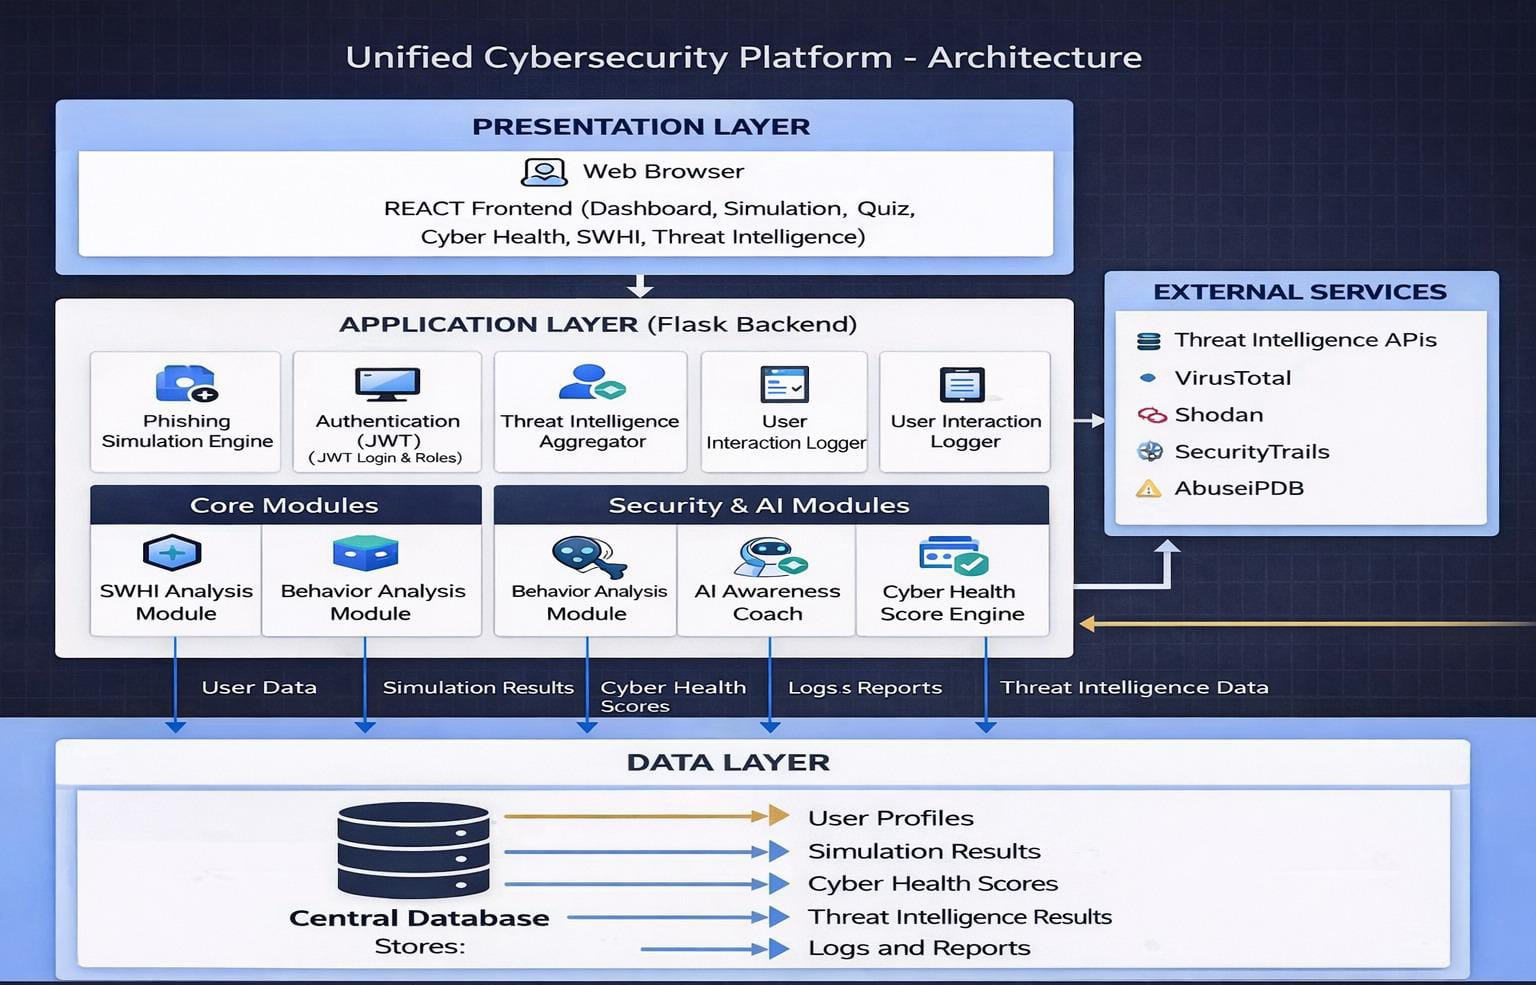 Unified Cybersecurity Platform - Architecture
PRESENTATION LAYER
Web Browser
REACT Frontend (Dashboard, Simulation, Quiz,
Cyber Health, SWHI, Threat Intelligence)
APPLICATION LAYER (Flask Backend)
Phishing
Simulation Engine
Authentication
(JWT)
(JWT Login & Roles)
Threat Intelligence
Aggregator
User
Interaction Logger
User Interaction
Logger
Core Modules
SWHI Analysis
Module
Behavior Analysis
Module
Security & AI Modules
Behavior Analysis
Module
AI Awareness
Coach
Cyber Health
Score Engine
EXTERNAL SERVICES
Threat Intelligence APis
VirusTotal
Shodan
SecurityTrails
AbuseiPDB
User Data
Simulation Results
Cyber Health
Scores
Logs s Reports
Threat Intelligence Data
DATA LAYER
Central Database
Stores:
User Profiles
Simulation Results
Cyber Health Scores
Threat Intelligence Results
Logs and Reports